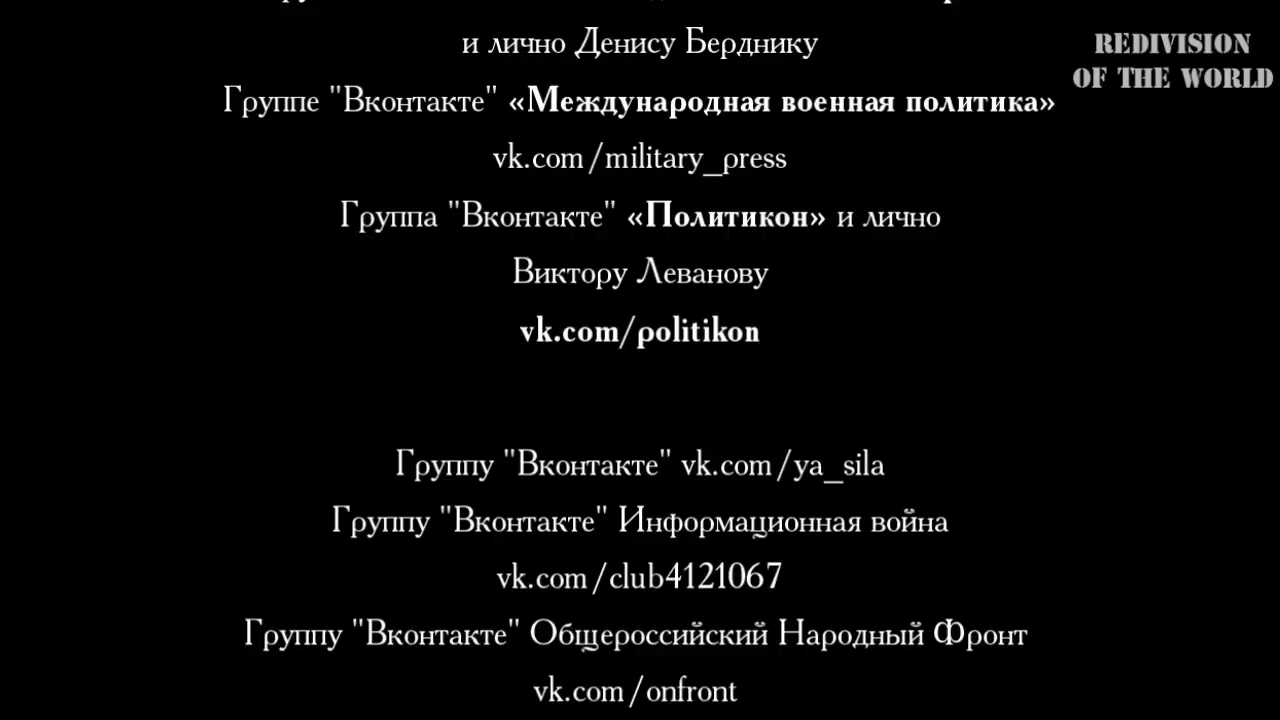 и лично Денису Берднику
REDIVISION
OF THE WORLD
Группе "Вконтакте" «Международная военная политика»
vk.com/military_press
Группа "Вконтакте" «Политикон» и лично
Виктору Леванову
vk.com/politikon
Группу "Вконтакте" vk.com/ya_sila
Группу "Вконтакте" Информационная война
vk.com/club4121067
Группу "Вконтакте" Общероссийский Народный Фронт
vk.com/onfront